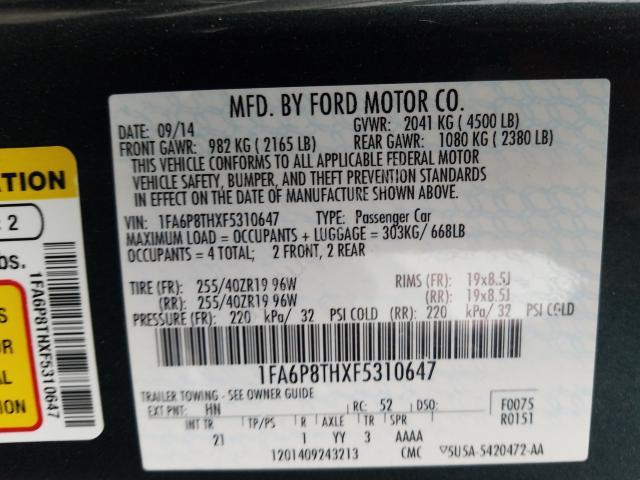 MFD. BY FORD MOTOR CO.
DATE: 09/14 GVWR: 2041 KG ( 4500 LB)
FRONT GAWR: 982 KG ( 2165 LB) REAR GAWR: 1080 KG ( 2380 LB)
THIS VEHICLE CONFORMS TO ALL APPLICABLE FEDERAL MOTOR
VEHICLE SAFETY, BUMPER, AND THEFT PREVENTION STANDARDS
IN EFFECT ON THE DATE OF MANUFACTURE SHOWN ABOVE.
VIN: 1FA6P8THXF5310647 TYPE: Passenger Car
MAXIMUM LOAD = OCCUPANTS + LUGGAGE = 303KG/ 668LB
OCCUPANTS = 4 TOTAL; 2 FRONT, 2 REAR
TIRE (FR): 255/40ZR19 96W RIMS (FR): 19x8.5J
(RR): 255/40ZR19 96W (RR): 19x8.5J
PRESSURE (FR): 220 kPa/ 32 PSI COLD (RR): 220 kPa/ 32 PSI COLD
1FA6P8THXF5310647
TRAILER TOWING - SEE OWNER GUIDE
EXT PNT: HN RC: 52 DSO: F0075
R0151
INT TR TP/PS R AXLE TR SPR
21 1 YY 3 AAAA
1201409243213 CMC 5U5A-5420472-AA
ATION
: 2
bs.
S
OR
AL
ION
1FA6P8THXF5310647